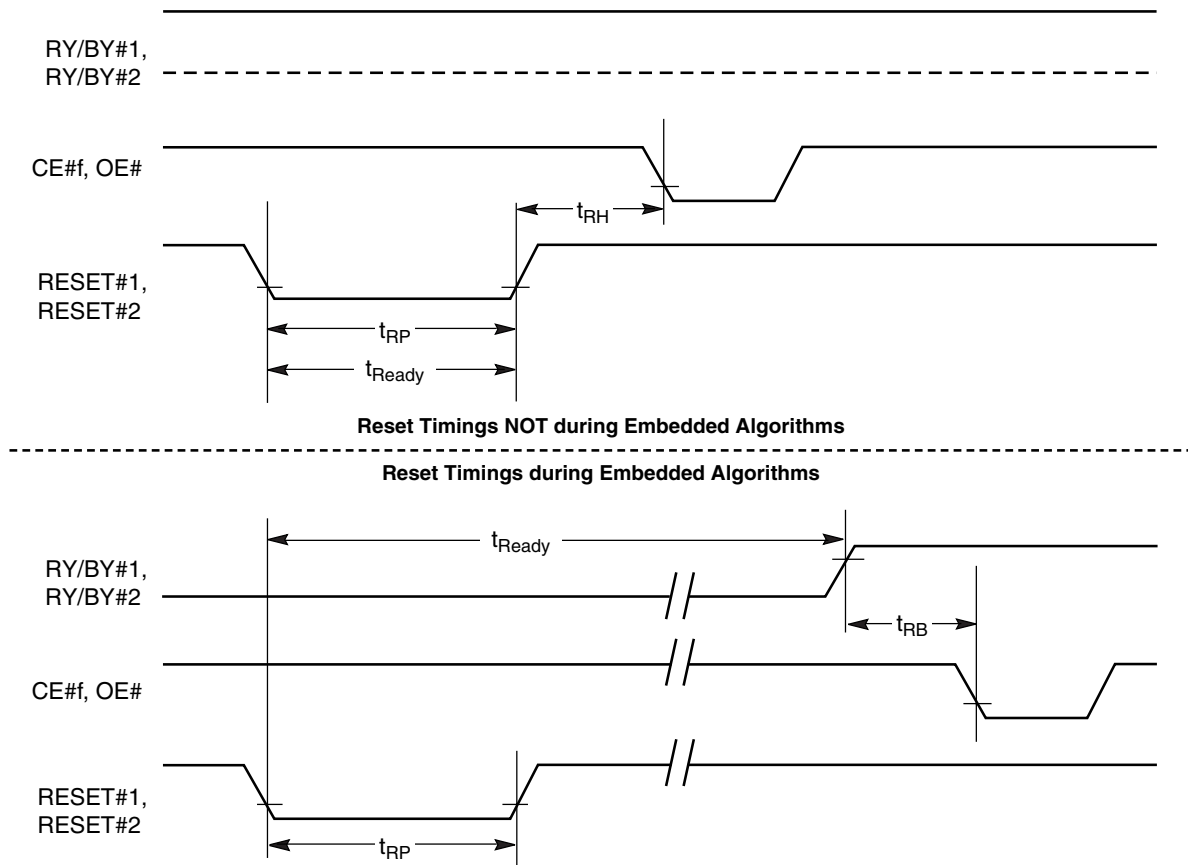 RY/BY#1,
RY/BY#2
CE#f, OE#
tRH
RESET#1,
RESET#2
tRP
tReady
Reset Timings NOT during Embedded Algorithms
Reset Timings during Embedded Algorithms
tReady
RY/BY#1,
RY/BY#2
tRB
CE#f, OE#
RESET#1,
RESET#2
tRP